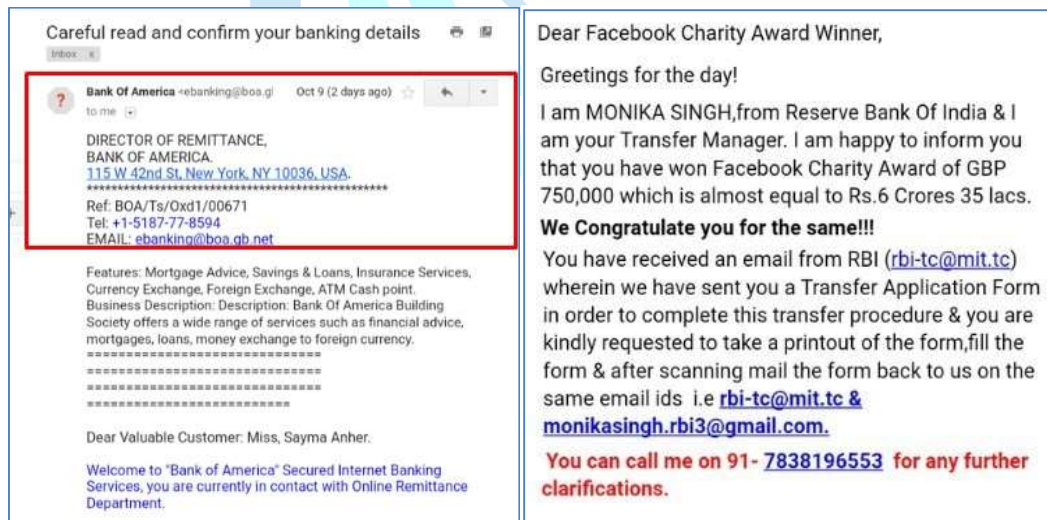 Careful read and confirm your banking details
Inbox x
Bank Of America <ebanking@boa.gl Oct 9 (2 days ago)
to me
DIRECTOR OF REMITTANCE,
BANK OF AMERICA.
115 W 42nd St, New York, NY 10036, USA.
**************************************************
Ref: BOA/Ts/Oxd1/00671
Tel: +1-5187-77-8594
EMAIL: ebanking@boa.gb.net
Features: Mortgage Advice, Savings & Loans, Insurance Services,
Currency Exchange, Foreign Exchange, ATM Cash point.
Business Description: Description: Bank Of America Building
Society offers a wide range of services such as financial advice,
mortgages, loans, money exchange to foreign currency.
==============================
==============================
==============================
==========================
Dear Valuable Customer: Miss, Sayma Anher.
Welcome to "Bank of America" Secured Internet Banking
Services, you are currently in contact with Online Remittance
Department.
Dear Facebook Charity Award Winner,
Greetings for the day!
I am MONIKA SINGH,from Reserve Bank Of India & I
am your Transfer Manager. I am happy to inform you
that you have won Facebook Charity Award of GBP
750,000 which is almost equal to Rs.6 Crores 35 lacs.
We Congratulate you for the same!!!
You have received an email from RBI (rbi-tc@mit.tc)
wherein we have sent you a Transfer Application Form
in order to complete this transfer procedure & you are
kindly requested to take a printout of the form,fill the
form & after scanning mail the form back to us on the
same email ids i.e rbi-tc@mit.tc &
monikasingh.rbi3@gmail.com.
You can call me on 91- 7838196553 for any further
clarifications.